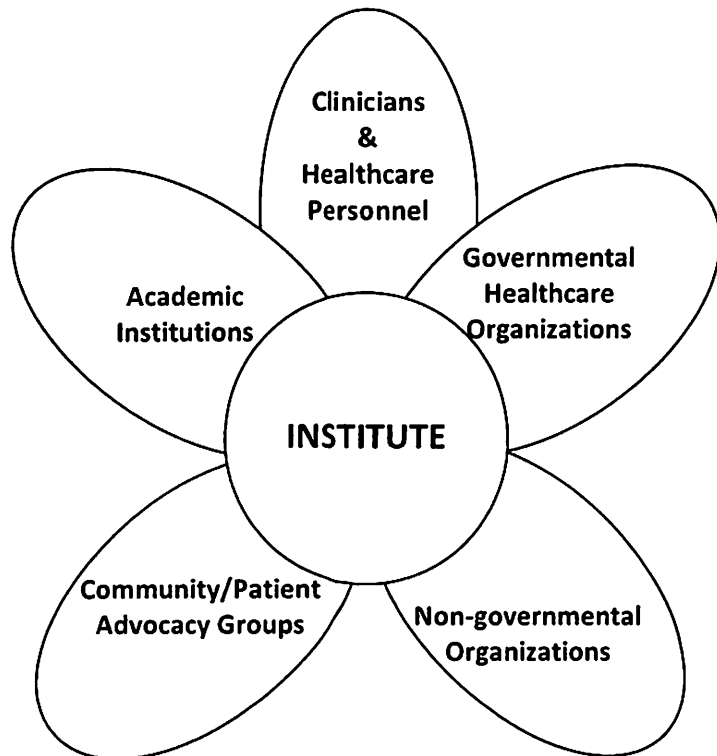 Clinicians
&
Healthcare
Personnel
Governmental
Healthcare
Organizations
Academic
Institutions
INSTITUTE
Community/Patient
Advocacy Groups
Non-governmental
Organizations